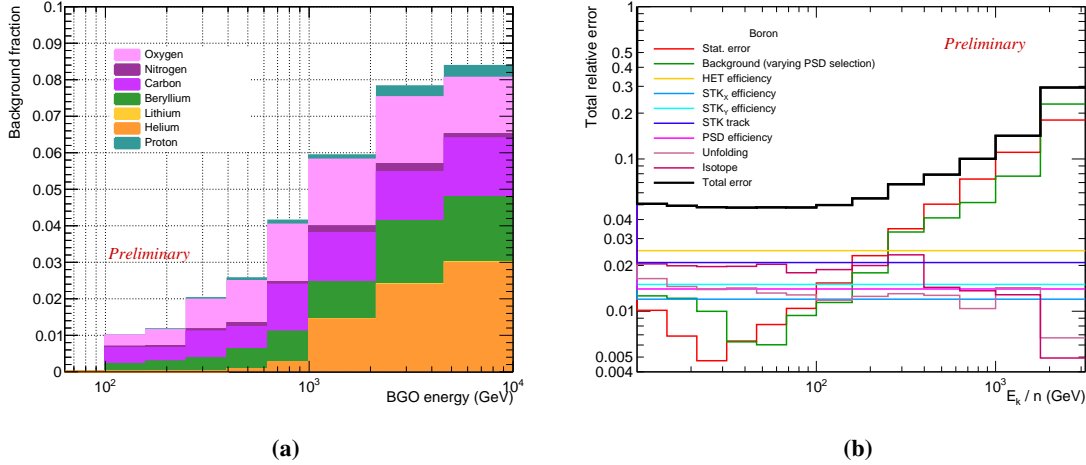 0.1
0.09
0.08
0.07
0.06
0.05
0.04
0.03
0.02
0.01
0
Background fraction
Oxygen
Nitrogen
Carbon
Beryllium
Lithium
Helium
Proton
Preliminary
10²
10³
10⁴
BGO energy (GeV)
(a)
1
0.5
0.3
0.2
0.1
0.05
0.03
0.02
0.01
0.005
0.004
Total relative error
Boron
Stat. error
Background (varying PSD selection)
HET efficiency
STKX efficiency
STKY efficiency
STK track
PSD efficiency
Unfolding
Isotope
Total error
Preliminary
10²
10³
Ek / n (GeV)
(b)